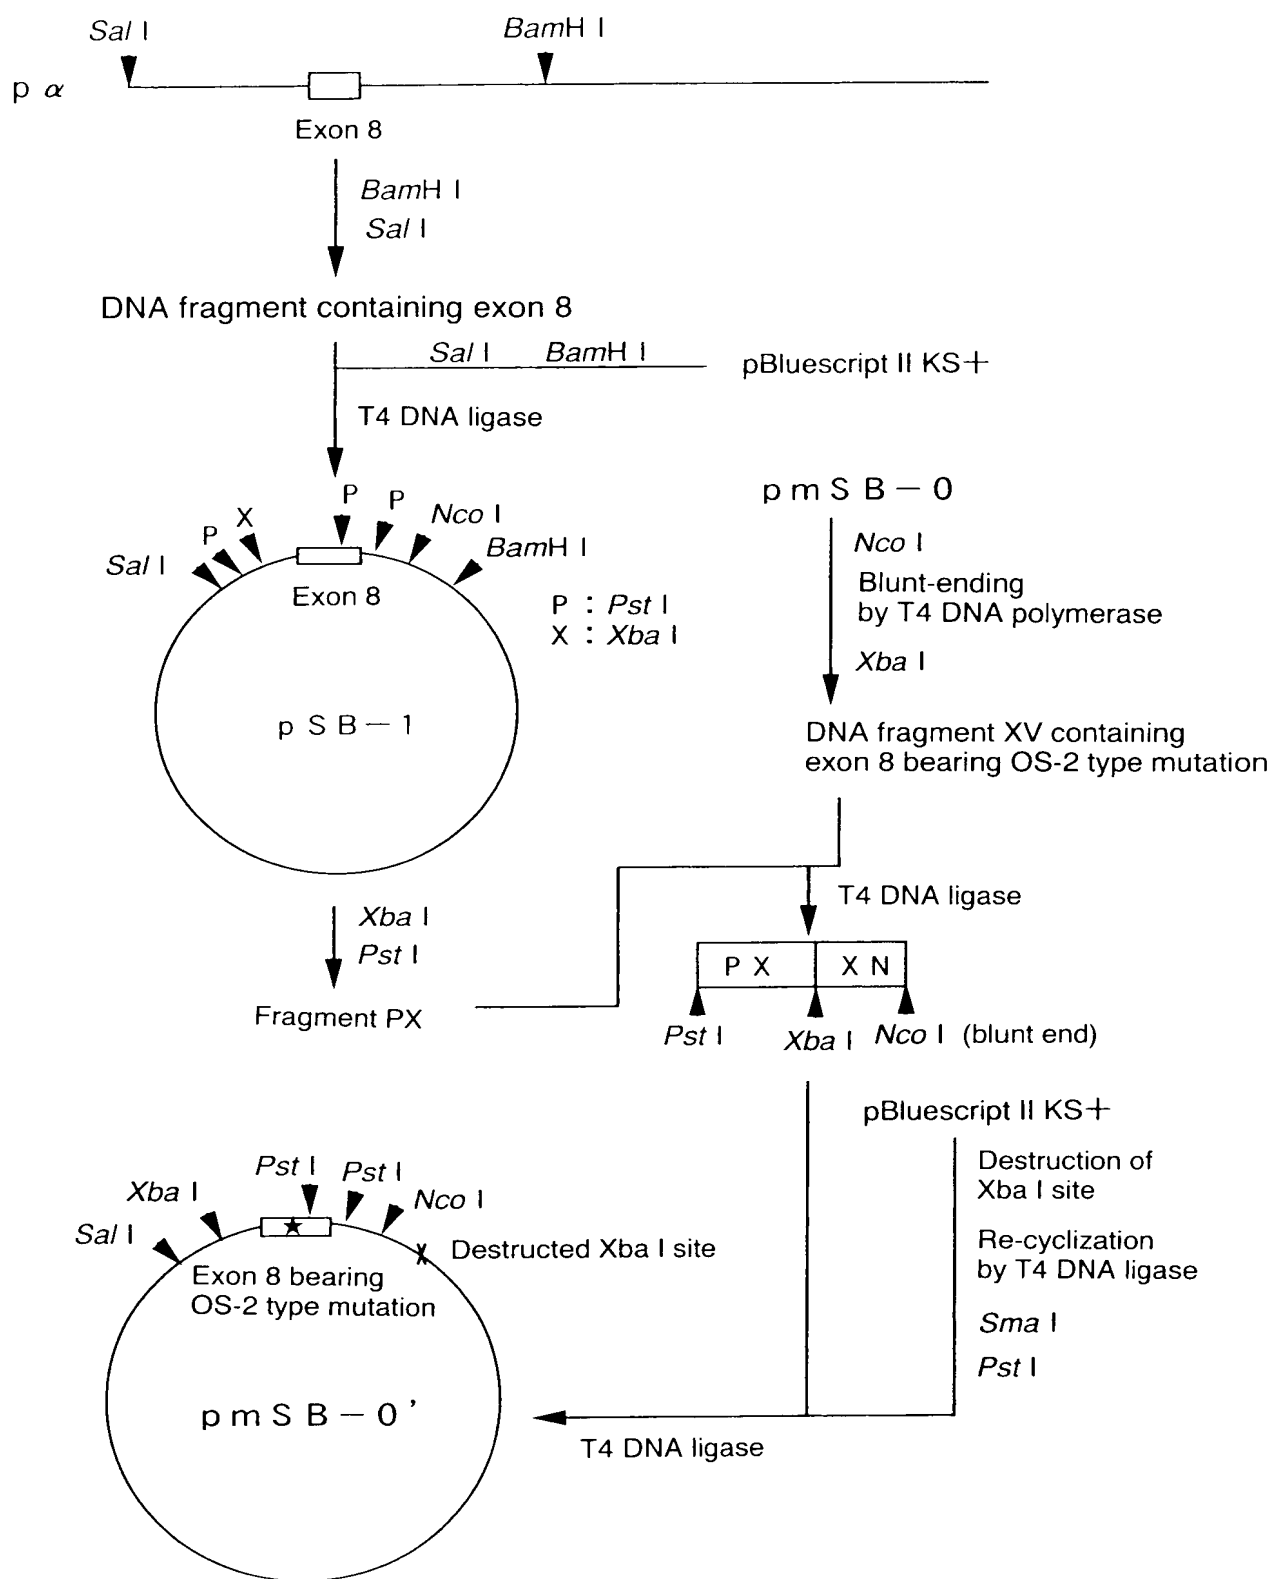 Sal I
BamH I
p α
Exon 8
BamH I
Sal I
DNA fragment containing exon 8
Sal I BamH I
pBluescript II KS+
T4 DNA ligase
Sal I
P
X
P
P
Nco I
BamH I
Exon 8
P : Pst I
X : Xba I
p S B - 1
p m S B - 0
Nco I
Blunt-ending
by T4 DNA polymerase
Xba I
DNA fragment XV containing
exon 8 bearing OS-2 type mutation
Xba I
Pst I
Fragment PX
T4 DNA ligase
P X
X N
Pst I
Xba I
Nco I (blunt end)
pBluescript II KS+
Destruction of
Xba I site
Re-cyclization
by T4 DNA ligase
Sma I
Pst I
T4 DNA ligase
Sal I
Xba I
Pst I
Pst I
Nco I
Destructed Xba I site
Exon 8 bearing
OS-2 type mutation
p m S B - 0 '